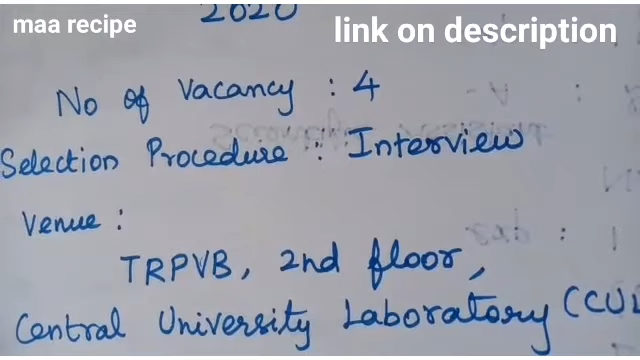 maa recipe
link on description
2020
No of Vacancy : 4
Selection Procedure : Interview
Venue :
TRPVB, 2nd floor,
Central University Laboratory (CUL